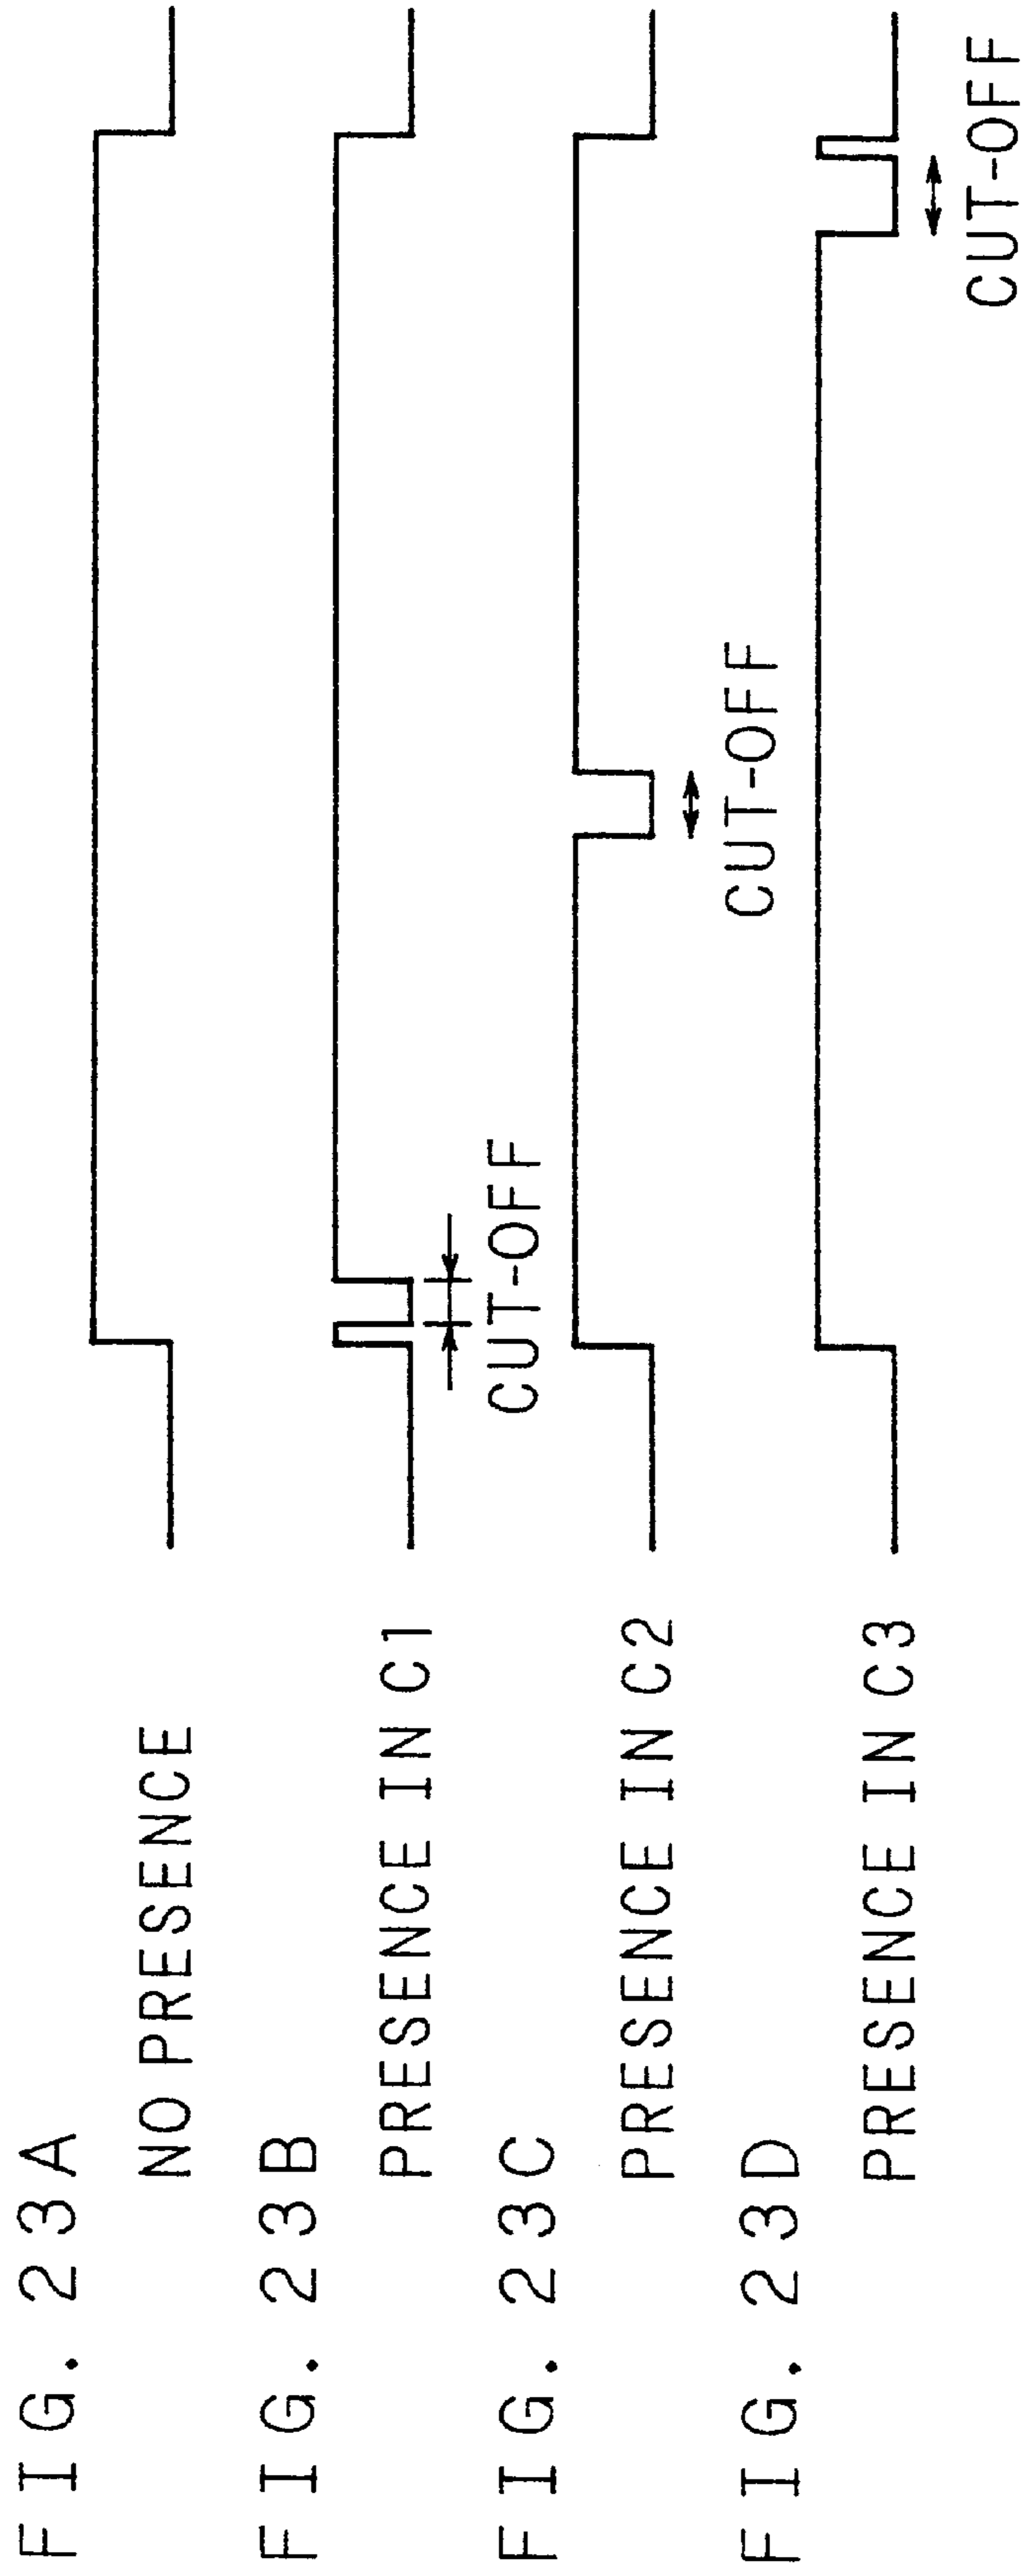 FIG. 23A
NO PRESENCE
FIG. 23B
PRESENCE IN C1
CUT-OFF
FIG. 23C
PRESENCE IN C2
CUT-OFF
FIG. 23D
PRESENCE IN C3
CUT-OFF